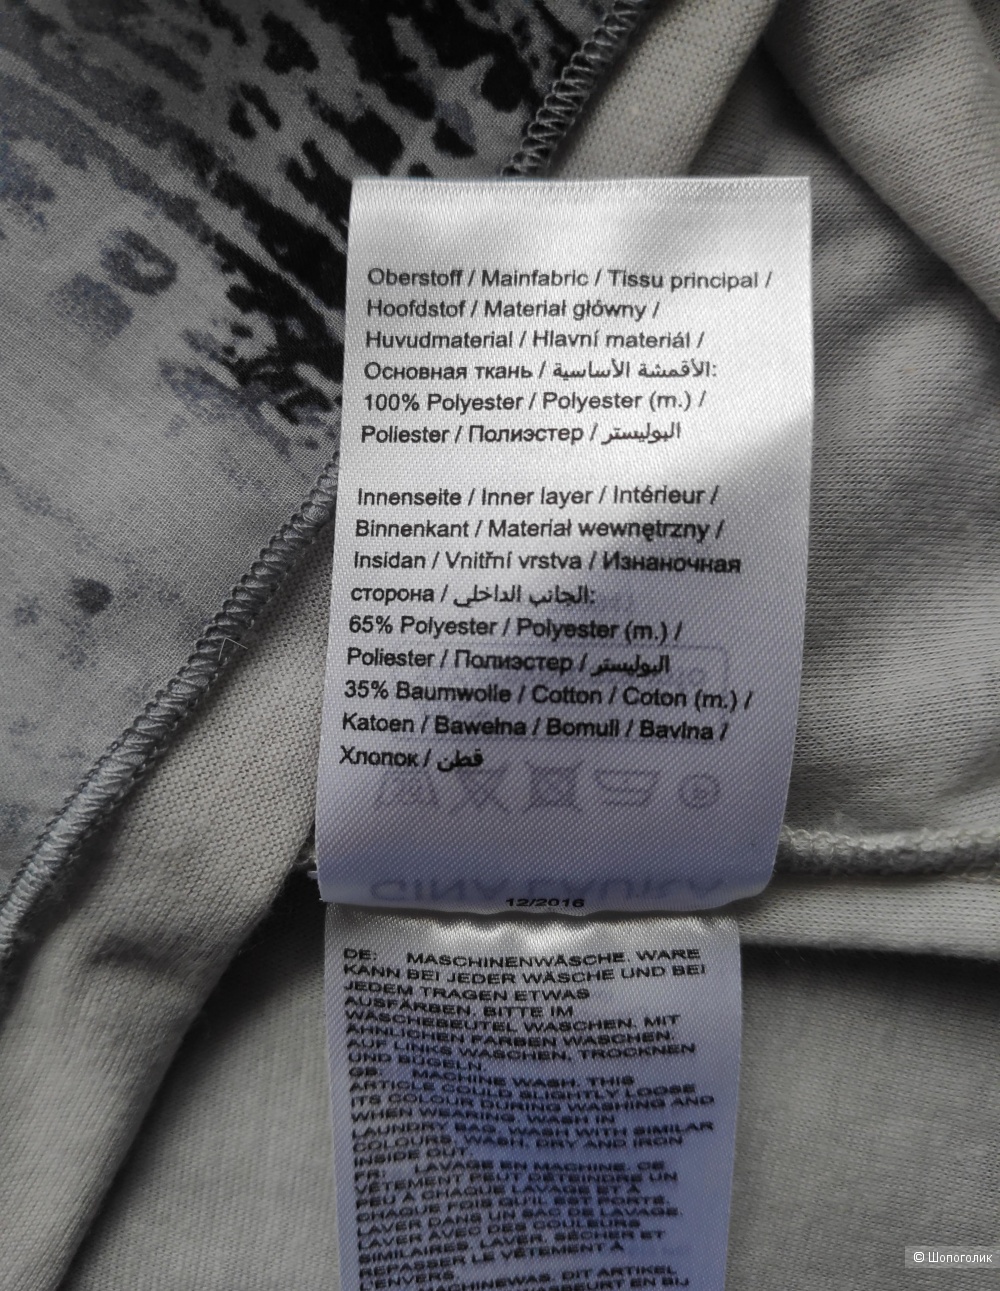 Oberstoff / Mainfabric / Tissu principal /
Hoofdstof / Materiał główny /
Huvudmaterial / Hlavní materiál /
Основная ткань / الأقمشة الأساسية:
100% Polyester / Polyester (m.) /
Poliester / Полиэстер / البوليستر
Innenseite / Inner layer / Intérieur /
Binnenkant / Materiał wewnętrzny /
Insidan / Vnitřní vrstva / Изнаночная
сторона / الجانب الداخلي:
65% Polyester / Polyester (m.) /
Poliester / Полиэстер / البوليستر
35% Baumwolle / Cotton / Coton (m.) /
Katoen / Bawełna / Bomull / Bavlna /
Хлопок / قطن
12/2016
DE: MASCHINENWÄSCHE. WARE
KANN BEI JEDER WÄSCHE UND BEI
JEDEM TRAGEN ETWAS
AUSFÄRBEN. BITTE IM
WÄSCHEBEUTEL WASCHEN. MIT
ÄHNLICHEN FARBEN WASCHEN.
AUF LINKS WASCHEN, TROCKNEN
UND BÜGELN.
GB: MACHINE WASH. THIS
ARTICLE COULD SLIGHTLY LOOSE
ITS COLOUR DURING WASHING AND
WHEN WEARING. WASH IN
LAUNDRY BAG. WASH WITH SIMILAR
COLOURS. WASH, DRY AND IRON
INSIDE OUT.
FR: LAVAGE EN MACHINE. CE
VÊTEMENT PEUT DÉTEINDRE UN
PEU À CHAQUE LAVAGE ET À
CHAQUE FOIS QU'IL EST PORTÉ.
LAVER DANS UN SAC DE LAVAGE.
LAVER AVEC DES COULEURS
SIMILAIRES. LAVER, SÉCHER ET
REPASSER LE VÊTEMENT À
L'ENVERS.
MACHINEWAS. DIT ARTIKEL
WASBEURT EN BIJ
© Шопоголик